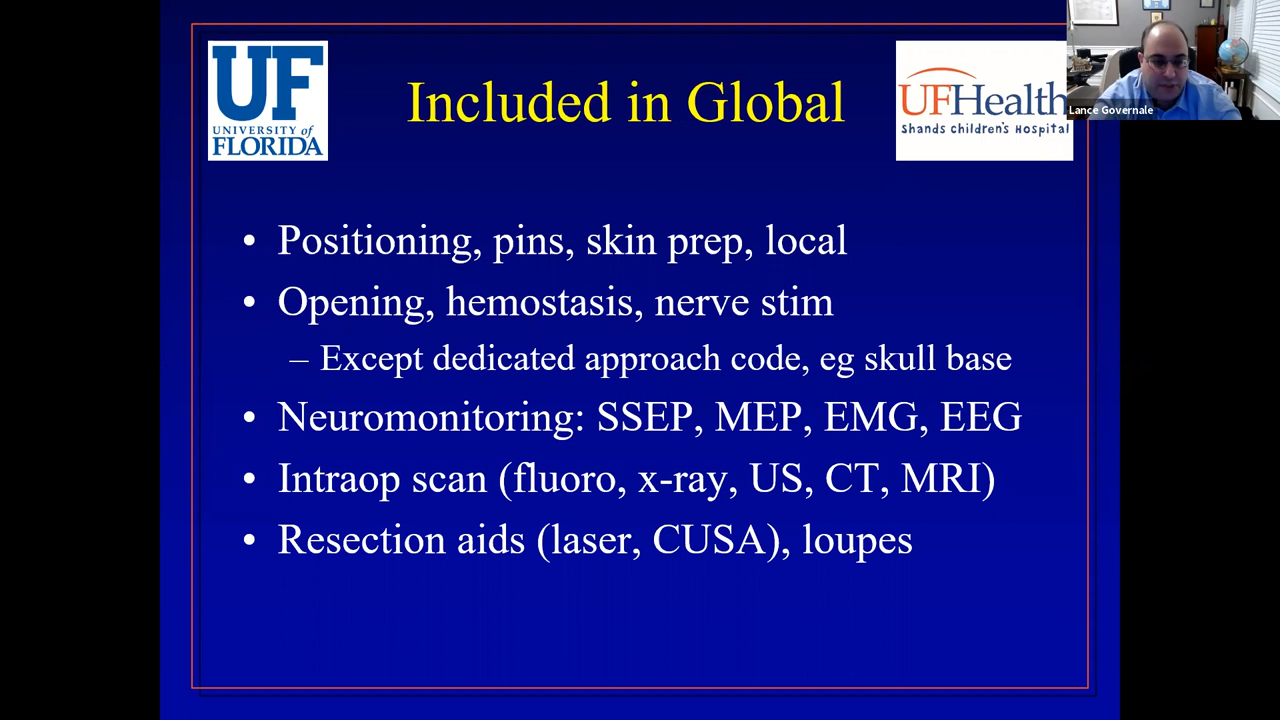 UF
UNIVERSITY of
FLORIDA
Included in Global
UFHealth
Shands Children's Hospital
Lance Governale
• Positioning, pins, skin prep, local
• Opening, hemostasis, nerve stim
– Except dedicated approach code, eg skull base
• Neuromonitoring: SSEP, MEP, EMG, EEG
• Intraop scan (fluoro, x-ray, US, CT, MRI)
• Resection aids (laser, CUSA), loupes